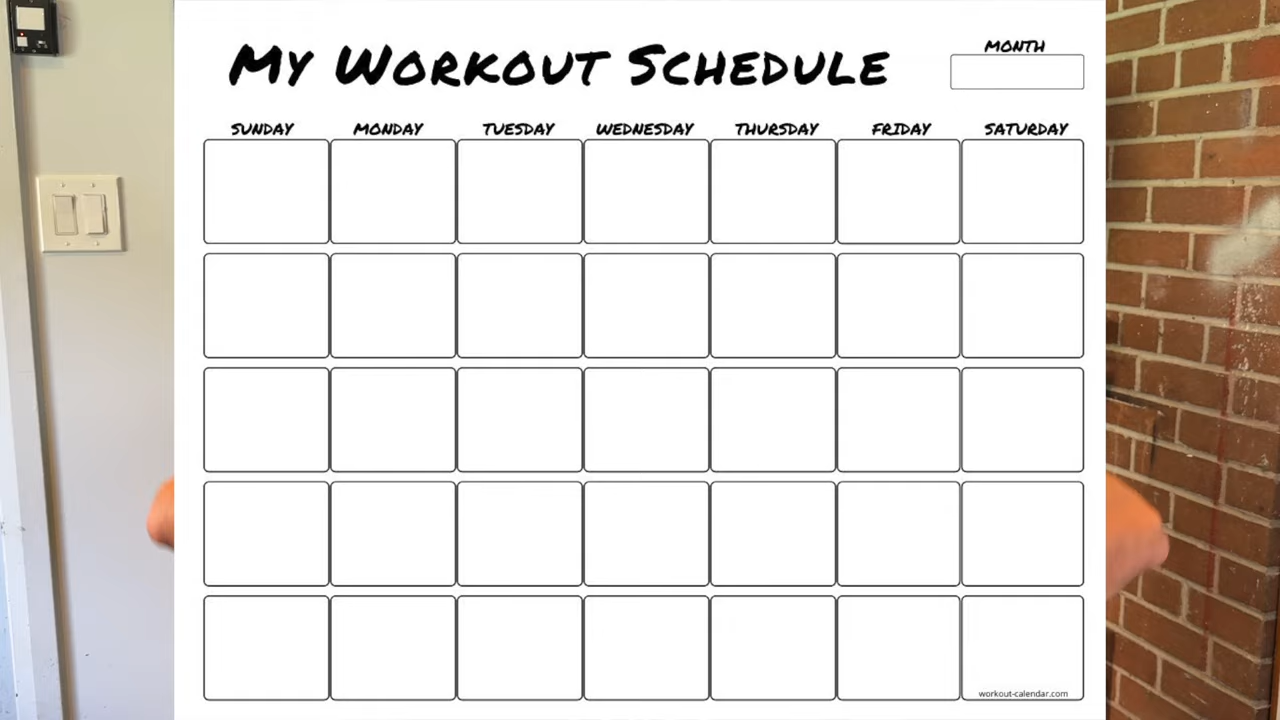 My Workout Schedule
MONTH
SUNDAY MONDAY TUESDAY WEDNESDAY THURSDAY FRIDAY SATURDAY
workout-calendar.com